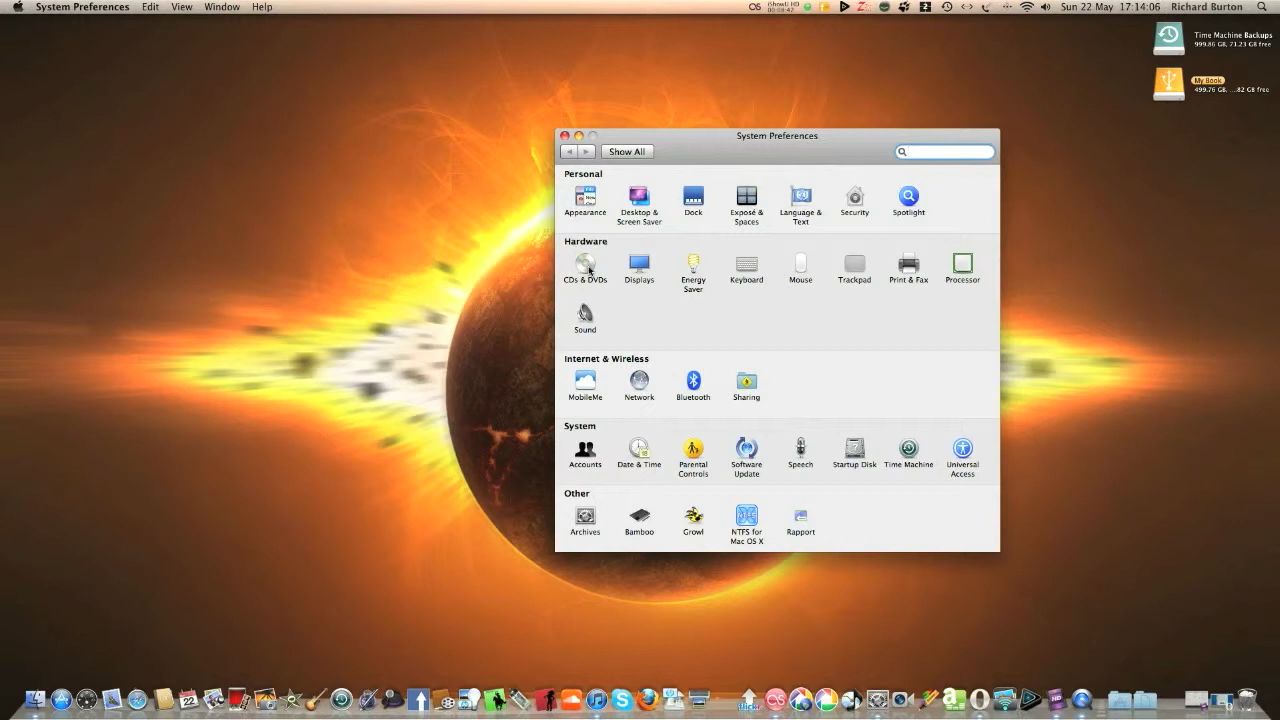 System Preferences Edit View Window Help
Sun 22 May 17:14:06 Richard Burton
Time Machine Backups
999.86 GB, 71.23 GB free
My Book
499.76 GB, ...82 GB free
System Preferences
Show All
Personal
Appearance
Desktop &
Screen Saver
Dock
Exposé &
Spaces
Language &
Text
Security
Spotlight
Hardware
CDs & DVDs
Displays
Energy
Saver
Keyboard
Mouse
Trackpad
Print & Fax
Processor
Sound
Internet & Wireless
MobileMe
Network
Bluetooth
Sharing
System
Accounts
Date & Time
Parental
Controls
Software
Update
Speech
Startup Disk
Time Machine
Universal
Access
Other
Archives
Bamboo
Growl
NTFS for
Mac OS X
Rapport